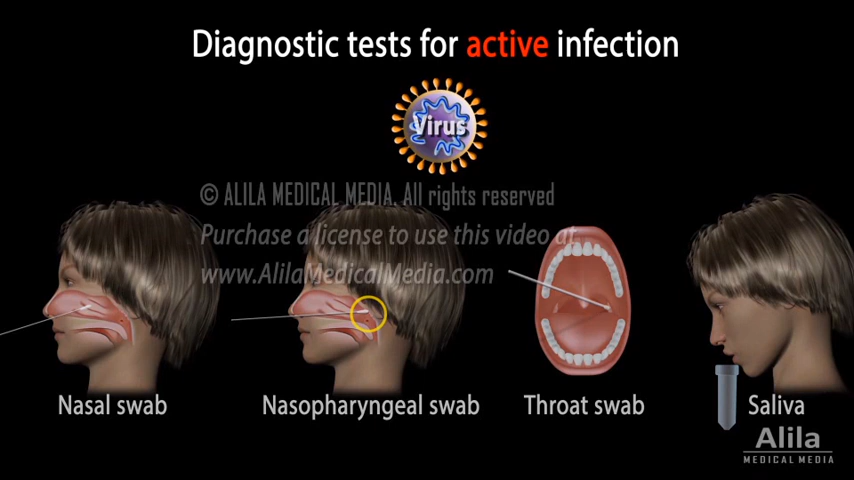 Diagnostic tests for active infection
Virus
© ALILA MEDICAL MEDIA. All rights reserved
Purchase a license to use this video at
www.AlilaMedicalMedia.com
Nasal swab
Nasopharyngeal swab
Throat swab
Saliva
Alila
MEDICAL MEDIA